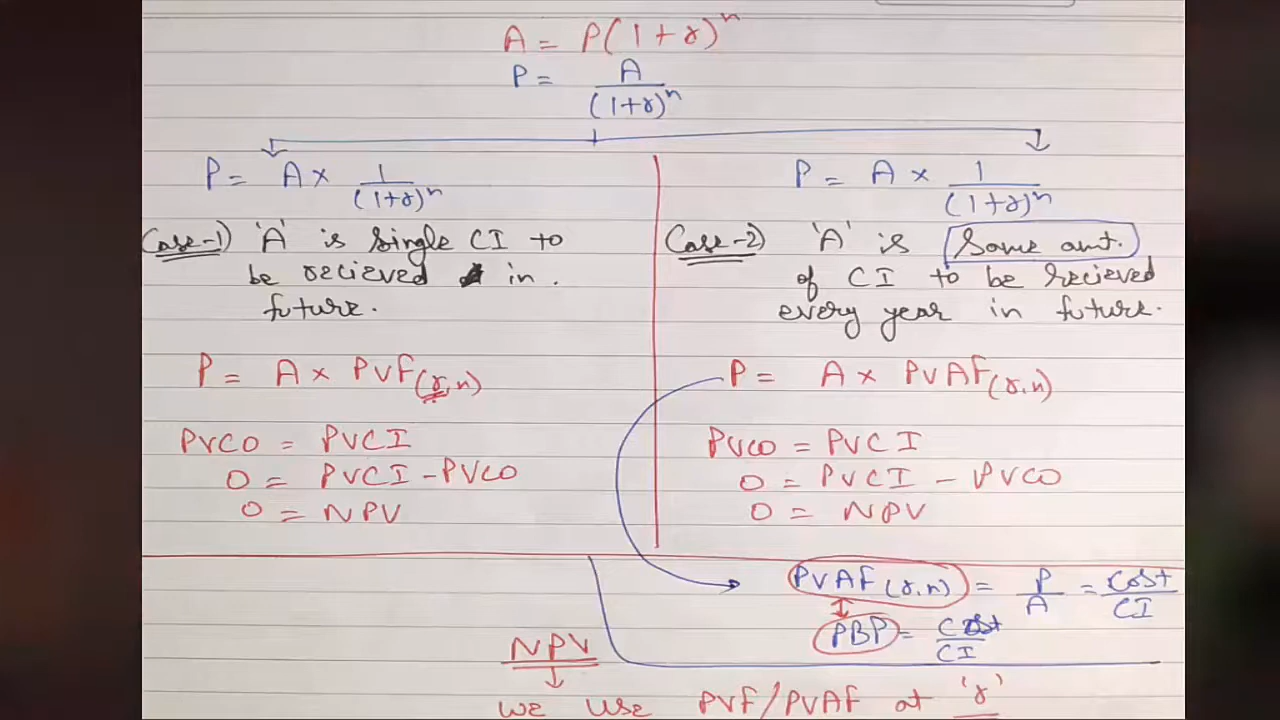 A = P(1+r)^n
P = A/(1+r)^n
P = A × 1/(1+r)^n
Case-1) 'A' is single CI to
be recieved in.
future.
P = A × PVF(r,n)
PVCO = PVCI
0 = PVCI - PVCO
0 = NPV
P = A × 1/(1+r)^n
Case-2) 'A' is Same amt.
of CI to be recieved
every year in future.
P = A × PVAF(r,n)
PVCO = PVCI
0 = PVCI - PVCO
0 = NPV
PVAF(r,n) = P/A = Cost/CI
PBP = Cost/CI
NPV
we use PVF/PVAF at 'r'